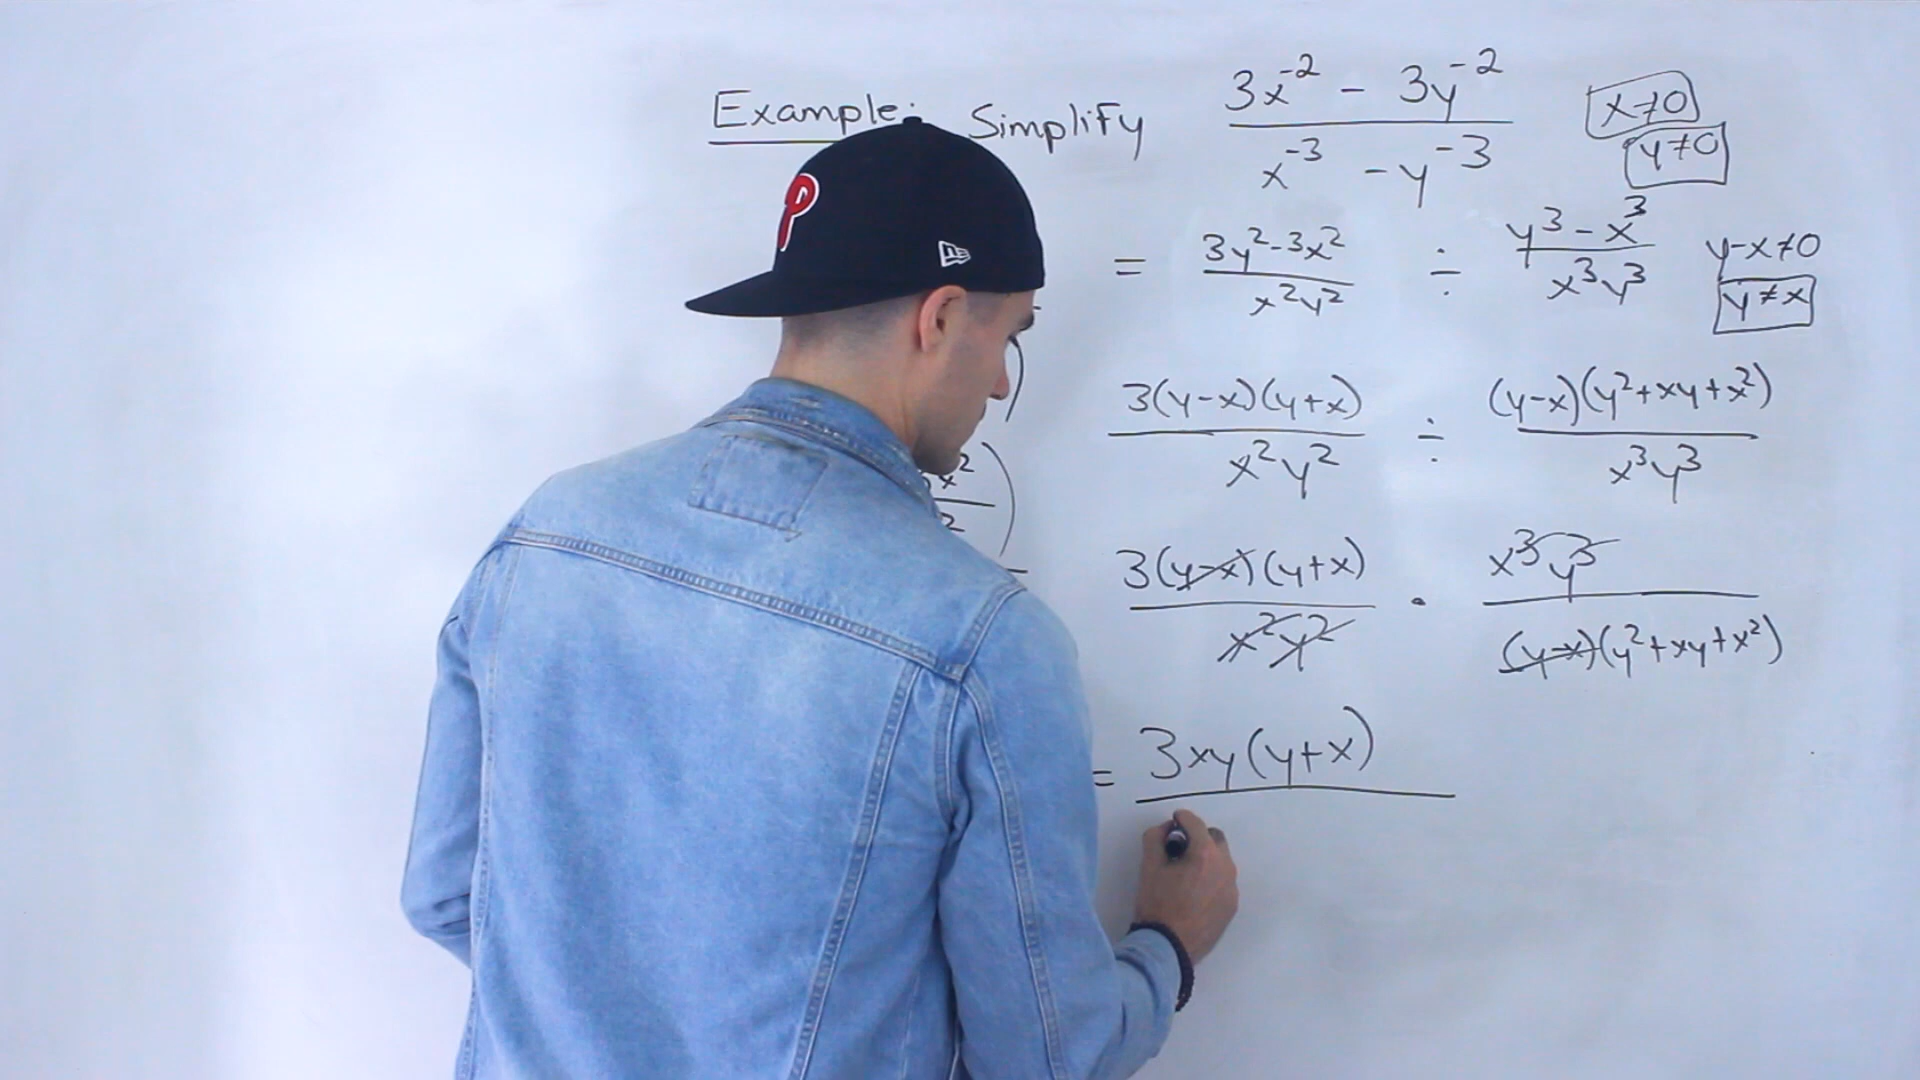 Example: Simplify (3x⁻² - 3y⁻²)/(x⁻³ - y⁻³) x≠0
y≠0
= (3y²-3x²)/(x²y²) ÷ (y³-x³)/(x³y³) y-x≠0
y≠x
3(y-x)(y+x)/(x²y²) ÷ (y-x)(y²+xy+x²)/(x³y³)
3(y-x)(y+x)/(x²y²) · x³y³/((y-x)(y²+xy+x²))
= 3xy(y+x)
P
NE